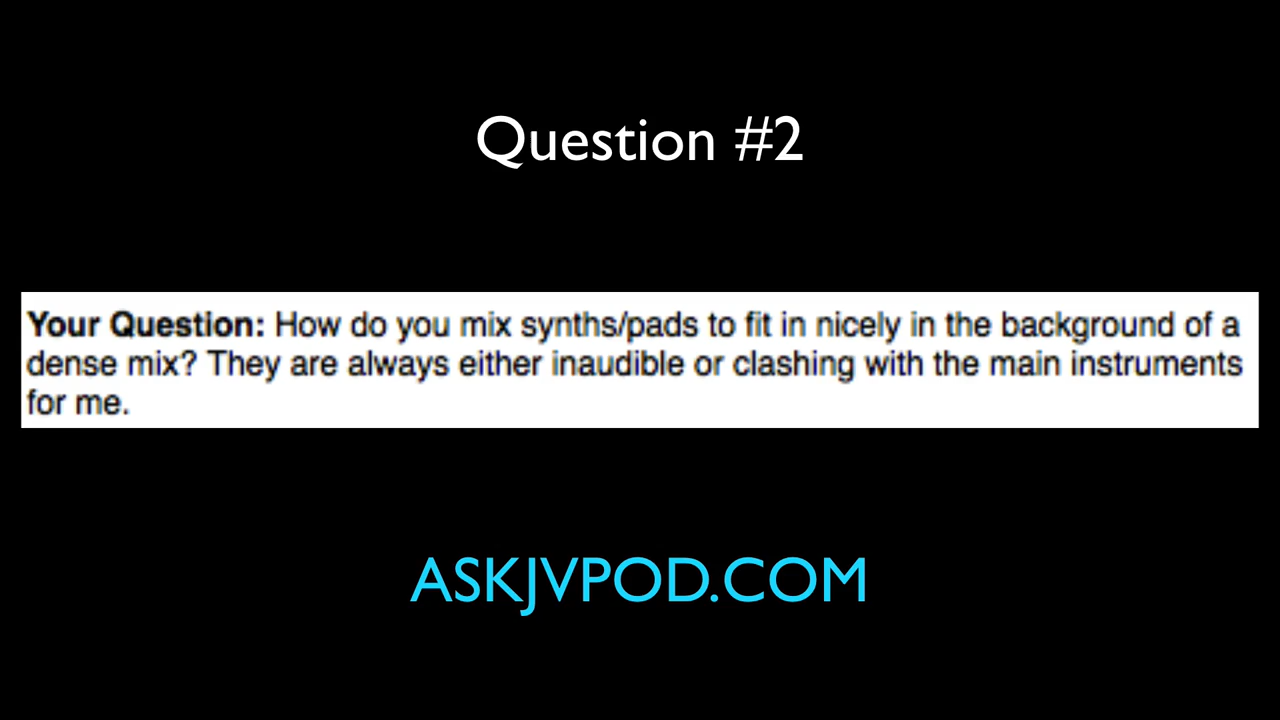 Question #2
Your Question: How do you mix synths/pads to fit in nicely in the background of a
dense mix? They are always either inaudible or clashing with the main instruments
for me.
ASKJVPOD.COM